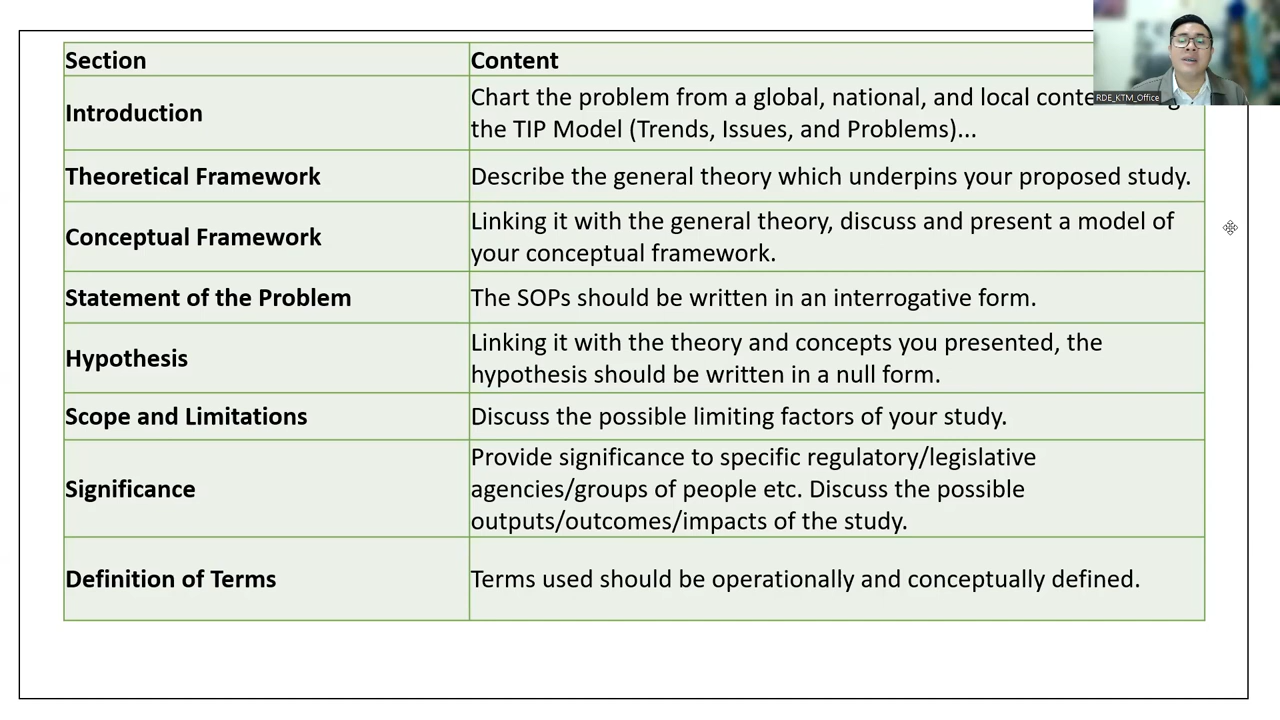 Section
Content
Introduction
Chart the problem from a global, national, and local
the TIP Model (Trends, Issues, and Problems)...
Theoretical Framework
Describe the general theory which underpins your proposed study.
Conceptual Framework
Linking it with the general theory, discuss and present a model of
your conceptual framework.
Statement of the Problem
The SOPs should be written in an interrogative form.
Hypothesis
Linking it with the theory and concepts you presented, the
hypothesis should be written in a null form.
Scope and Limitations
Discuss the possible limiting factors of your study.
Significance
Provide significance to specific regulatory/legislative
agencies/groups of people etc. Discuss the possible
outputs/outcomes/impacts of the study.
Definition of Terms
Terms used should be operationally and conceptually defined.
RDE_KTM_Office